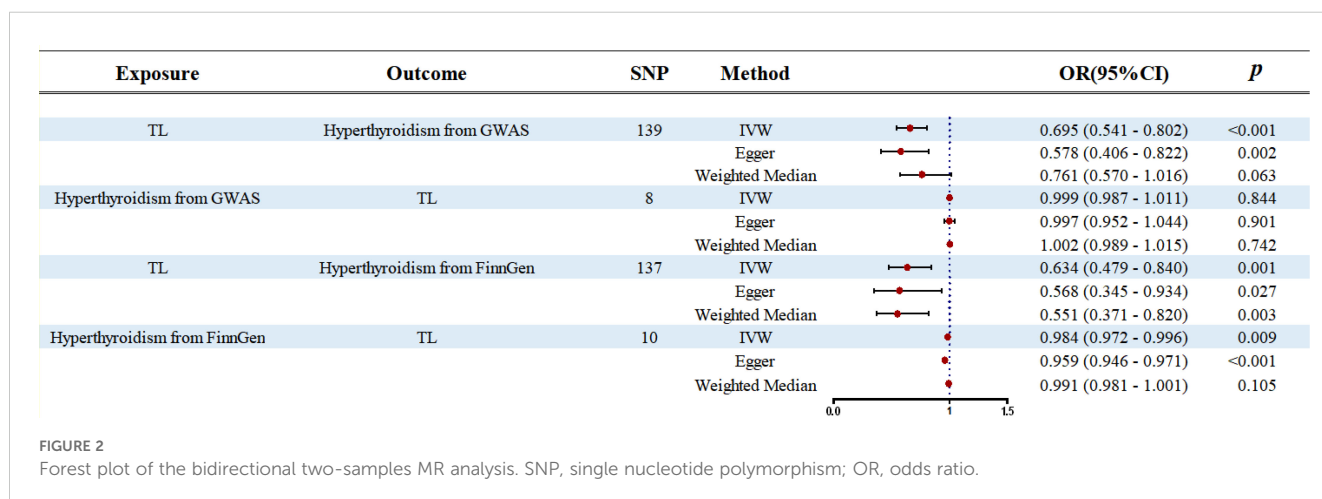 Exposure Outcome SNP Method OR(95%CI) p
TL Hyperthyroidism from GWAS 139 IVW 0.695 (0.541 - 0.802) <0.001
Egger 0.578 (0.406 - 0.822) 0.002
Weighted Median 0.761 (0.570 - 1.016) 0.063
Hyperthyroidism from GWAS TL 8 IVW 0.999 (0.987 - 1.011) 0.844
Egger 0.997 (0.952 - 1.044) 0.901
Weighted Median 1.002 (0.989 - 1.015) 0.742
TL Hyperthyroidism from FinnGen 137 IVW 0.634 (0.479 - 0.840) 0.001
Egger 0.568 (0.345 - 0.934) 0.027
Weighted Median 0.551 (0.371 - 0.820) 0.003
Hyperthyroidism from FinnGen TL 10 IVW 0.984 (0.972 - 0.996) 0.009
Egger 0.959 (0.946 - 0.971) <0.001
Weighted Median 0.991 (0.981 - 1.001) 0.105
0.0 1 1.5
FIGURE 2
Forest plot of the bidirectional two-samples MR analysis. SNP, single nucleotide polymorphism; OR, odds ratio.